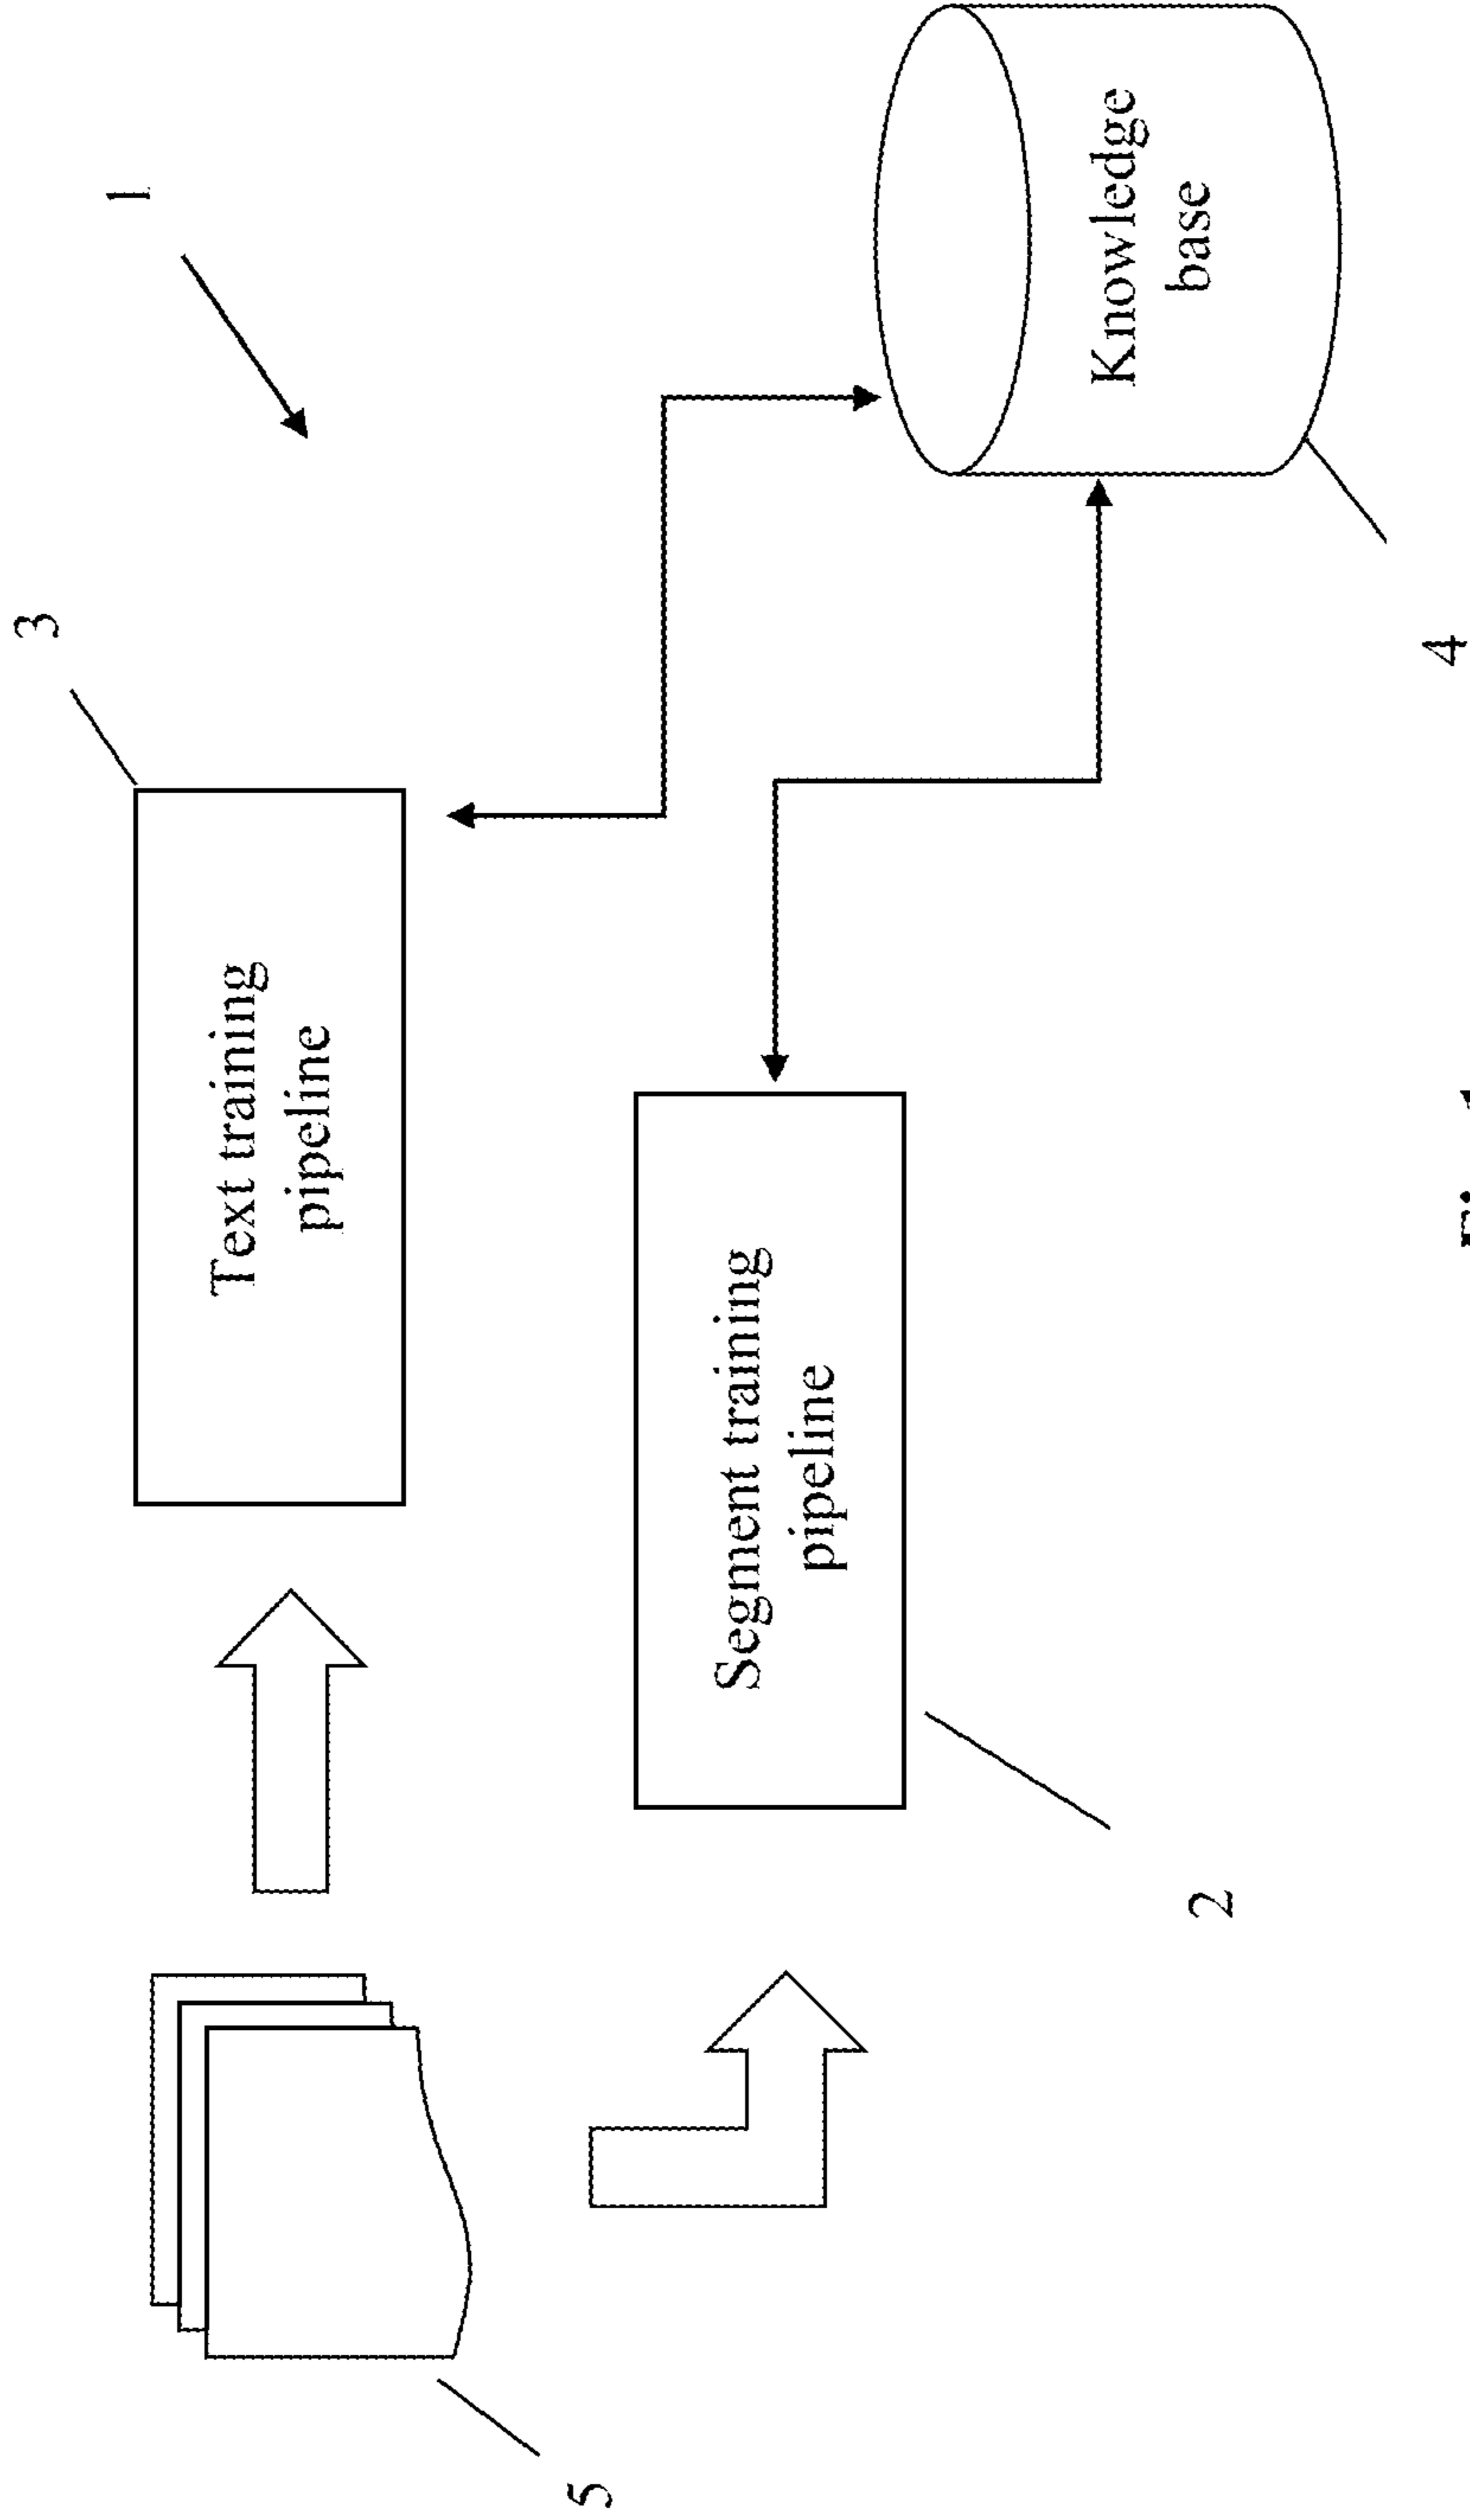 1
3
Text training
pipeline
Segment training
pipeline
Knowledge
base
5
2
4